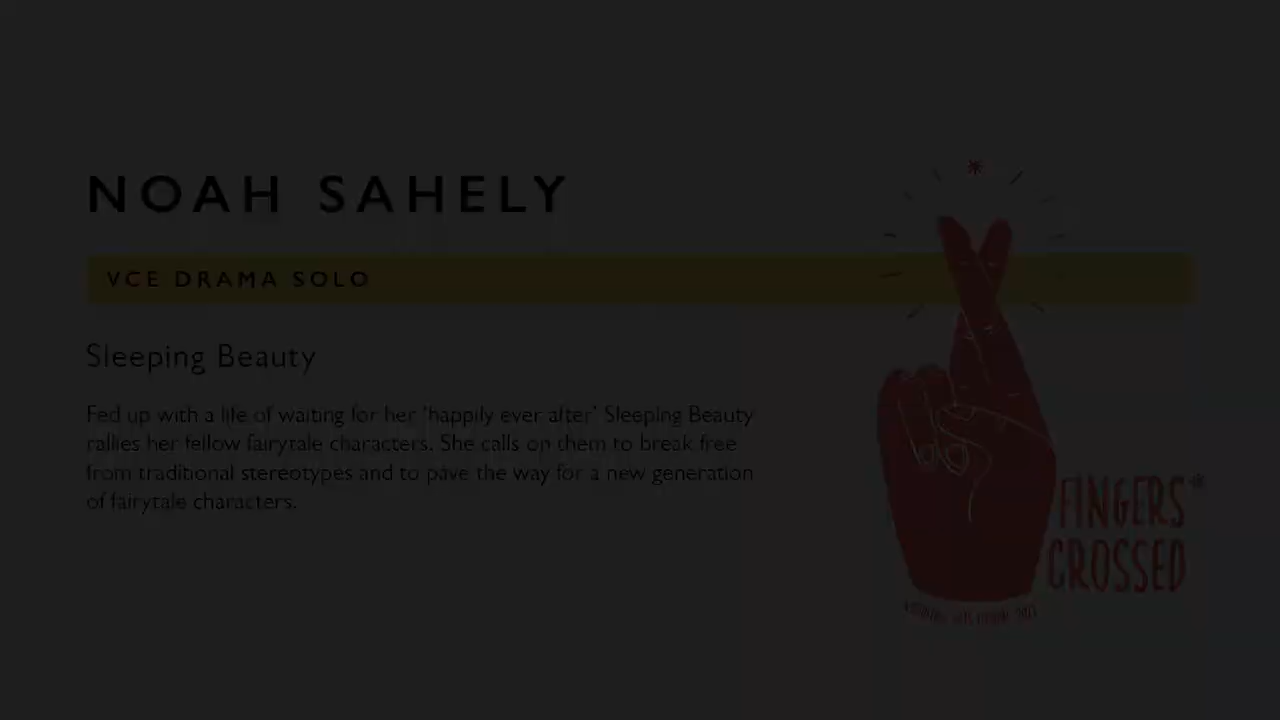 NOAH SAHELY
VCE DRAMA SOLO
Sleeping Beauty
Fed up with a life of waiting for her 'happily ever after' Sleeping Beauty
rallies her fellow fairytale characters. She calls on them to break free
from traditional stereotypes and to pave the way for a new generation
of fairytale characters.
FINGERS*
CROSSED